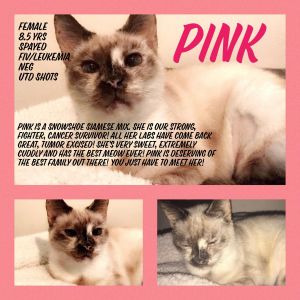 FEMALE
8.5 YRS
SPAYED
FIV/LEUKEMIA
NEG
UTD SHOTS
PINK
PINK IS A SNOWSHOE SIAMESE MIX. SHE IS OUR STRONG,
FIGHTER, CANCER SURVIVOR! ALL HER LABS HAVE COME BACK
GREAT, TUMOR EXCISED! SHE'S VERY SWEET, EXTREMELY
CUDDLY AND HAS THE BEST MEOW EVER! PINK IS DESERVING OF
THE BEST FAMILY OUT THERE! YOU JUST HAVE TO MEET HER!